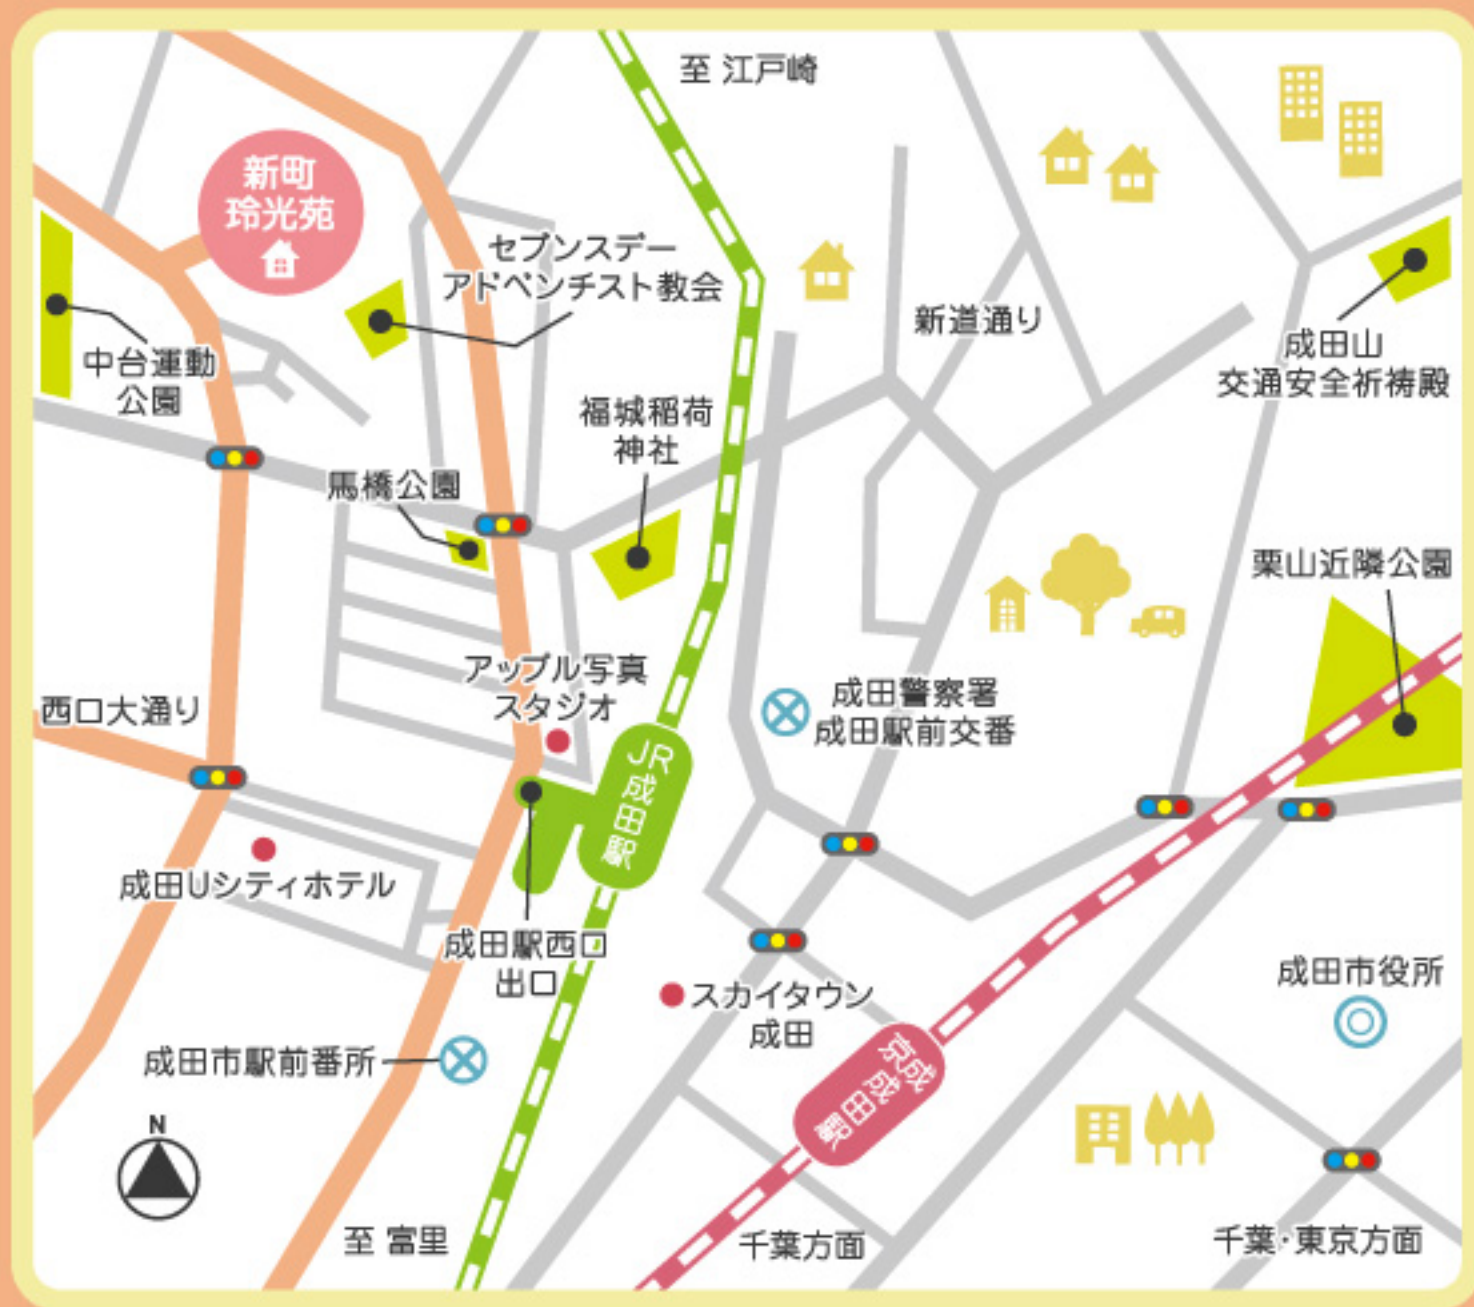 至 江戸崎
新町
玲光苑
セブンスデー
アドベンチスト教会
新道通り
成田山
交通安全祈祷殿
中台運動
公園
福城稲荷
神社
馬橋公園
栗山近隣公園
アップル写真
スタジオ
成田警察署
成田駅前交番
西口大通り
JR成田駅
成田Uシティホテル
成田駅西口
出口
スカイタウン
成田
成田市役所
京成成田駅
成田市駅前番所
N
至 富里
千葉方面
千葉・東京方面